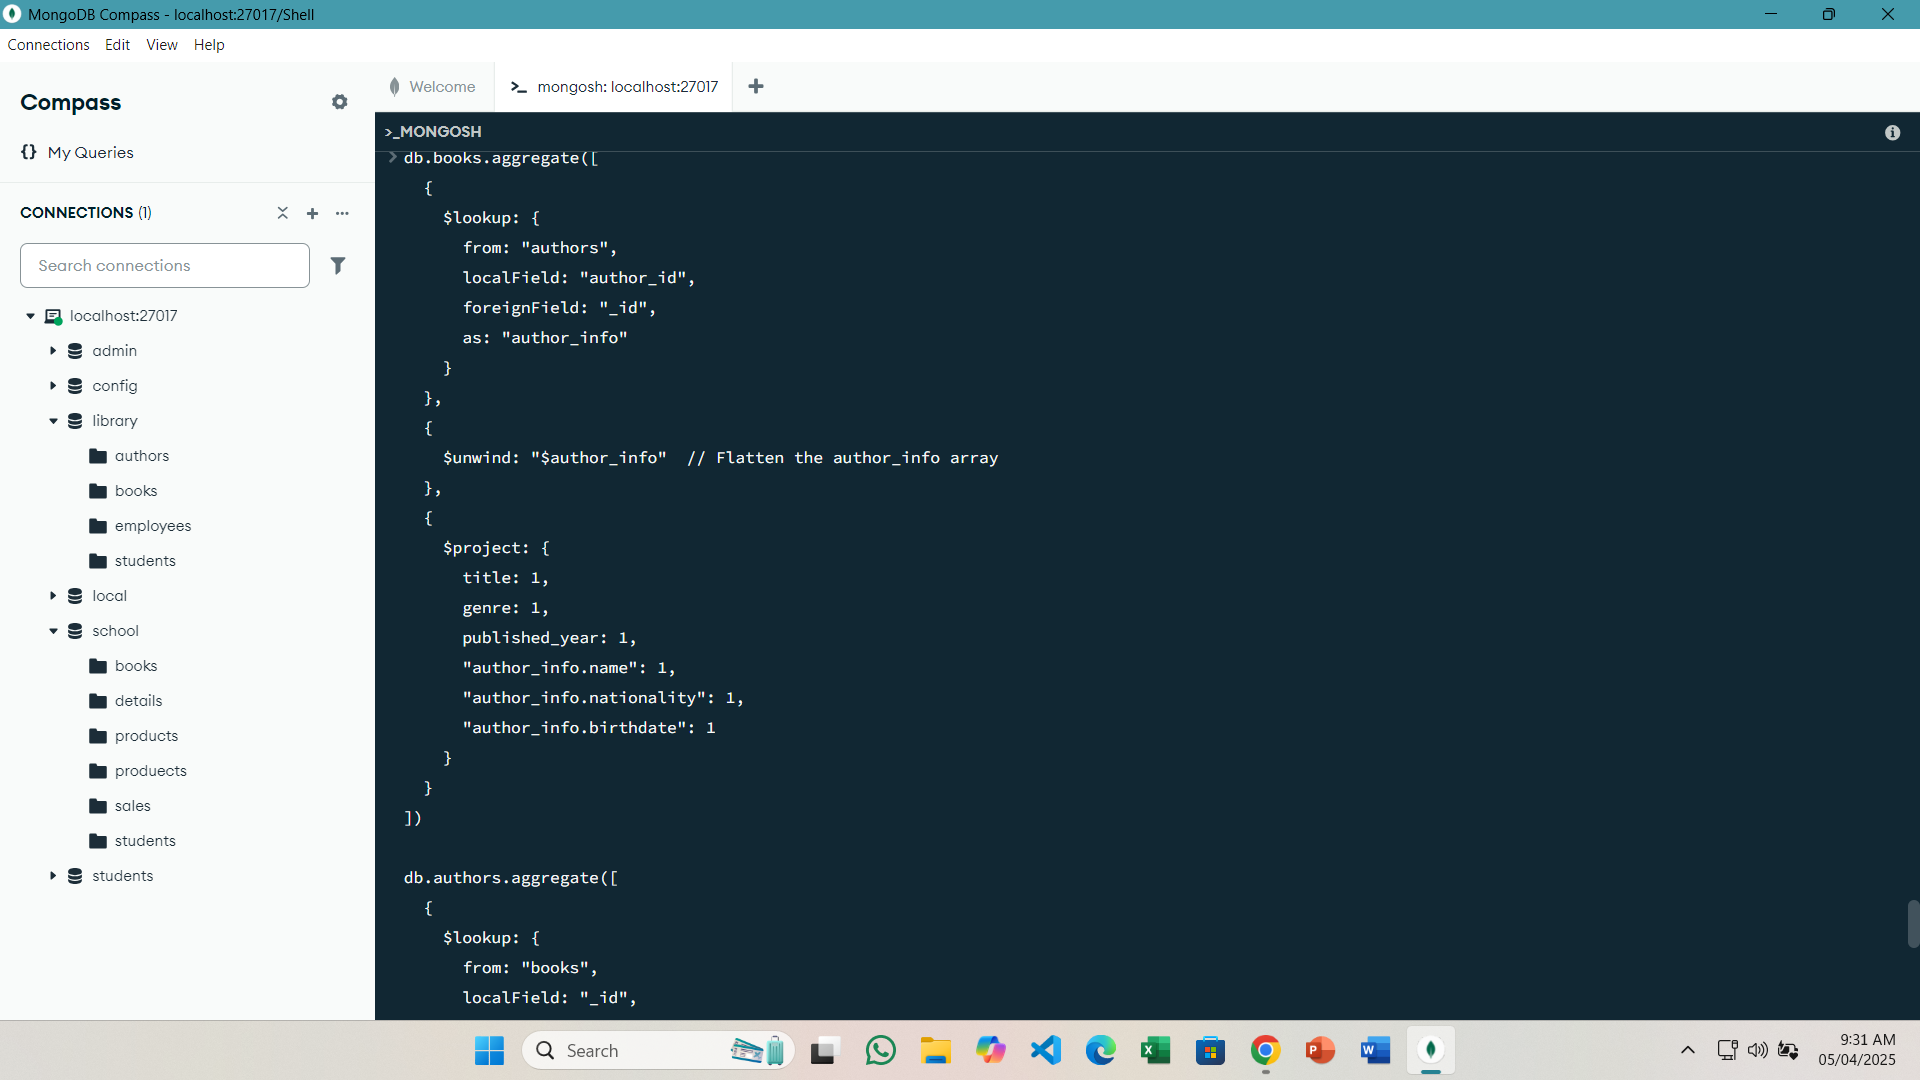 MongoDB Compass - localhost:27017/Shell
Connections Edit View Help
Compass
{} My Queries
CONNECTIONS (1)
Search connections
localhost:27017
admin
config
library
authors
books
employees
students
local
school
books
details
products
produects
sales
students
students
Welcome
>_ mongosh: localhost:27017
>_MONGOSH
db.books.aggregate([
{
$lookup: {
from: "authors",
localField: "author_id",
foreignField: "_id",
as: "author_info"
}
},
{
$unwind: "$author_info"  // Flatten the author_info array
},
{
$project: {
title: 1,
genre: 1,
published_year: 1,
"author_info.name": 1,
"author_info.nationality": 1,
"author_info.birthdate": 1
}
}
])
db.authors.aggregate([
{
$lookup: {
from: "books",
localField: "_id",
Search
9:31 AM
05/04/2025